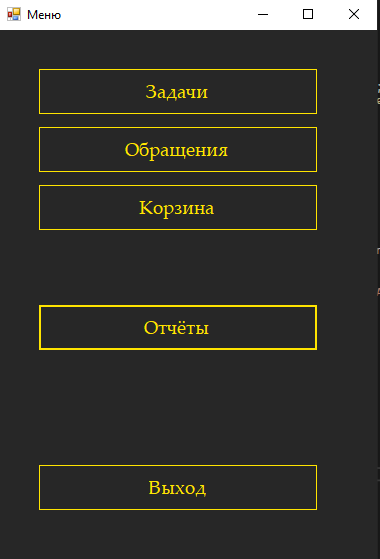 Меню
Задачи
Обращения
Корзина
Отчёты
Выход